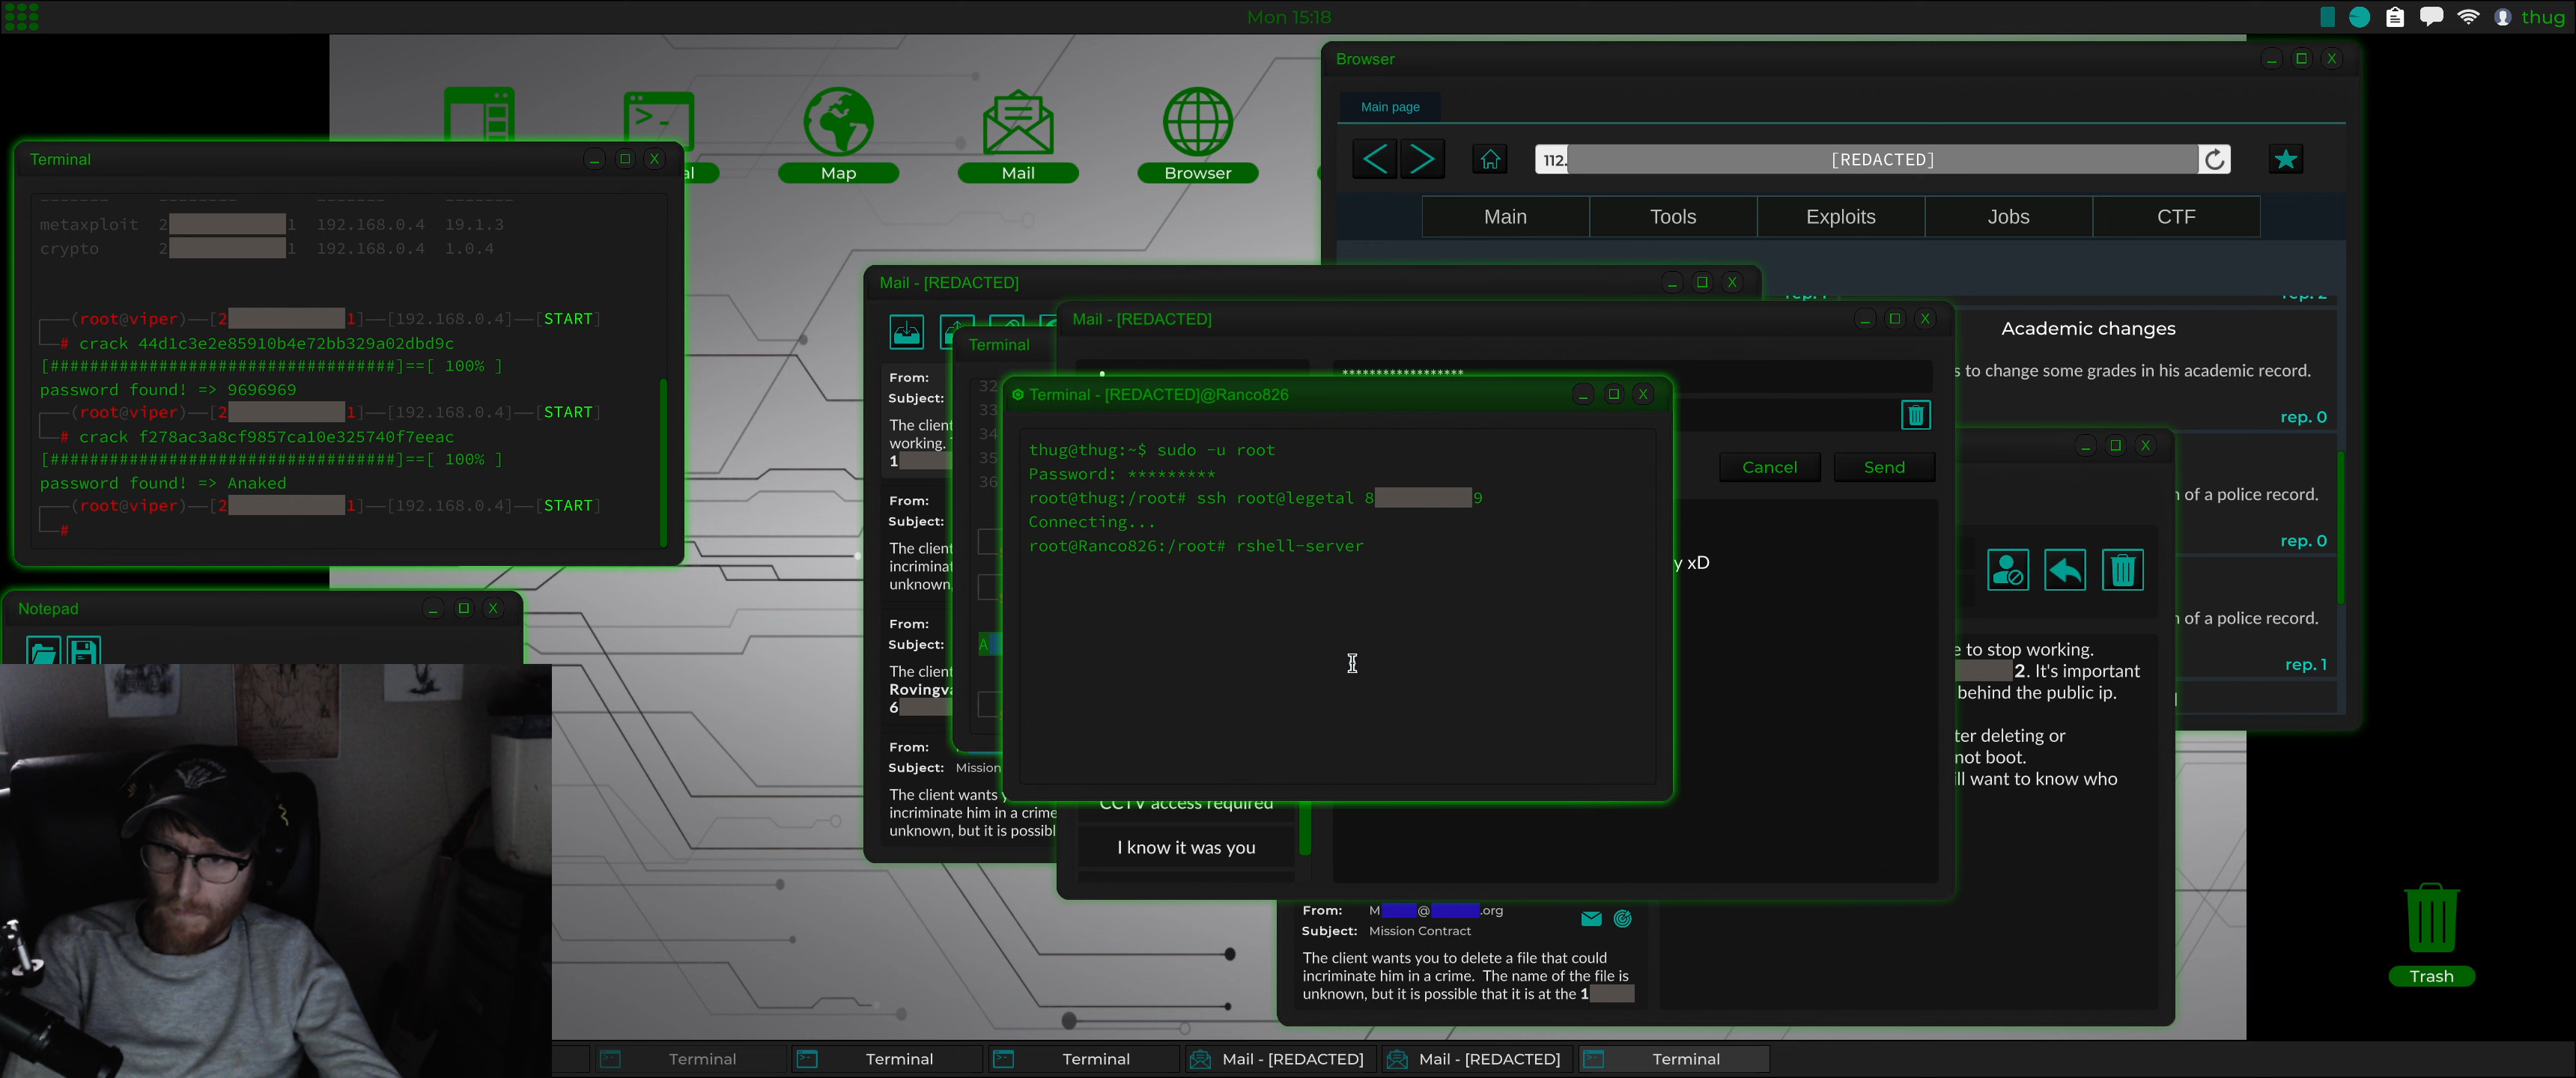 Mon 15:18
thug
Map
Mail
Browser
al
Terminal
metaxploit 2 1 192.168.0.4 19.1.3
crypto 2 1 192.168.0.4 1.0.4
(root@viper)—[2 1]—[192.168.0.4]—[START]
# crack 44d1c3e2e85910b4e72bb329a02dbd9c
[###################################]==[ 100% ]
password found! => 9696969
(root@viper)—[2 1]—[192.168.0.4]—[START]
# crack f278ac3a8cf9857ca10e325740f7eeac
[###################################]==[ 100% ]
password found! => Anaked
(root@viper)—[2 1]—[192.168.0.4]—[START]
#
Notepad
Browser
Main page
112. [REDACTED]
Main Tools Exploits Jobs CTF
rep. 2
Academic changes
s to change some grades in his academic record.
rep. 0
of a police record.
rep. 0
of a police record.
rep. 1
Mail - [REDACTED]
From:
Subject:
The client
working.
1
From:
Subject:
The client
incriminat
unknown,
From:
Subject:
The client
Rovingva
6
From:
Subject: Mission
The client wants y
incriminate him in a crime
unknown, but it is possibl
Terminal
32
33
34
35
36
A
Mail - [REDACTED]
******************
Cancel Send
y xD
CCTV access required
I know it was you
Terminal - [REDACTED]@Ranco826
thug@thug:~$ sudo -u root
Password: *********
root@thug:/root# ssh root@legetal 8 9
Connecting...
root@Ranco826:/root# rshell-server
e to stop working.
2. It's important
behind the public ip.
ter deleting or
not boot.
ll want to know who
From: M @ .org
Subject: Mission Contract
The client wants you to delete a file that could
incriminate him in a crime. The name of the file is
unknown, but it is possible that it is at the 1
Trash
Terminal
Terminal
Terminal
Mail - [REDACTED]
Mail - [REDACTED]
Terminal